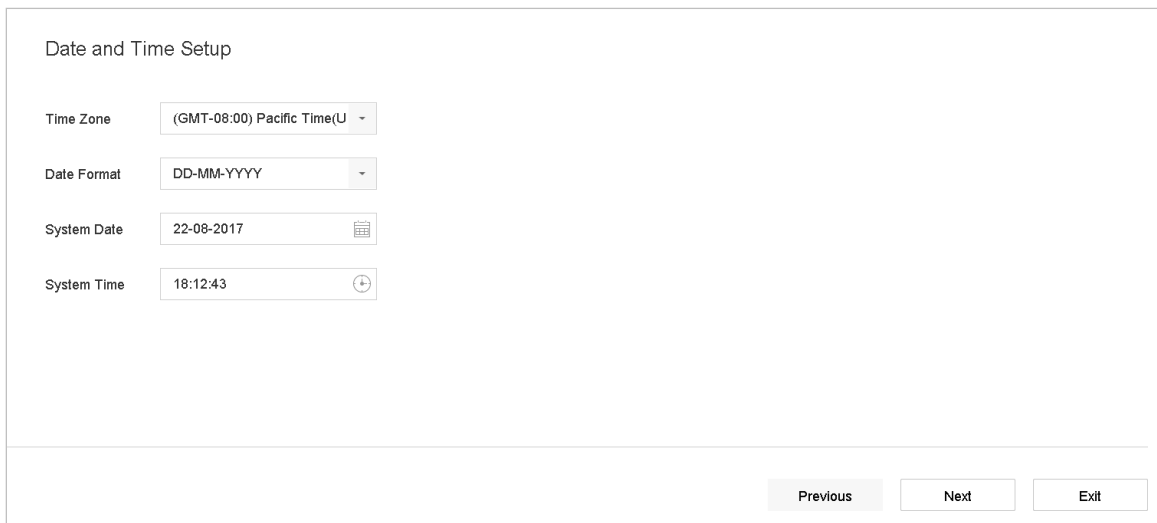 Date and Time Setup
Time Zone (GMT-08:00) Pacific Time(U
Date Format DD-MM-YYYY
System Date 22-08-2017
System Time 18:12:43
Previous Next Exit